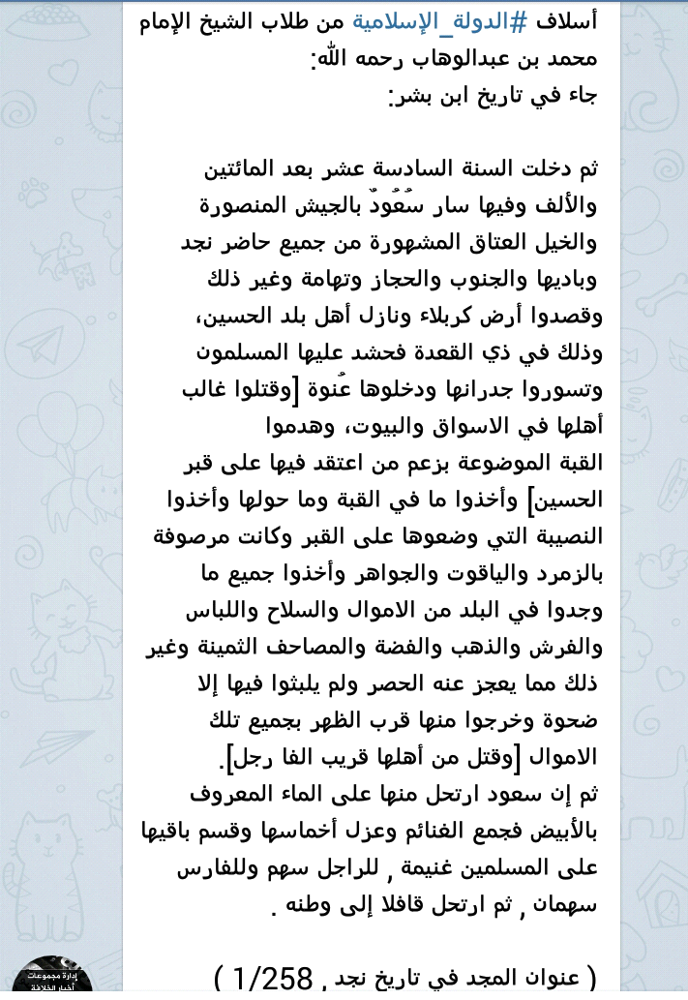 أسلاف #الدولة_الإسلامية من طلاب الشيخ الإمام
محمد بن عبدالوهاب رحمه الله:
جاء في تاريخ ابن بشر:
ثم دخلت السنة السادسة عشر بعد المائتين
والألف وفيها سار سُعُودٌ بالجيش المنصورة
والخيل العتاق المشهورة من جميع حاضر نجد
وباديها والجنوب والحجاز وتهامة وغير ذلك
وقصدوا أرض كربلاء ونازل أهل بلد الحسين،
وذلك في ذي القعدة فحشد عليها المسلمون
وتسوروا جدرانها ودخلوها عُنوة [وقتلوا غالب
أهلها في الاسواق والبيوت، وهدموا
القبة الموضوعة بزعم من اعتقد فيها على قبر
الحسين] وأخذوا ما في القبة وما حولها وأخذوا
النصيبة التي وضعوها على القبر وكانت مرصوفة
بالزمرد والياقوت والجواهر وأخذوا جميع ما
وجدوا في البلد من الاموال والسلاح واللباس
والفرش والذهب والفضة والمصاحف الثمينة وغير
ذلك مما يعجز عنه الحصر ولم يلبثوا فيها إلا
ضحوة وخرجوا منها قرب الظهر بجميع تلك
الاموال [وقتل من أهلها قريب الفا رجل].
ثم إن سعود ارتحل منها على الماء المعروف
بالأبيض فجمع الغنائم وعزل أخماسها وقسم باقيها
على المسلمين غنيمة , للراجل سهم وللفارس
سهمان , ثم ارتحل قافلا إلى وطنه .
( عنوان المجد في تاريخ نجد , 1/258 )
إدارة مجموعات
أخبار الخلافة